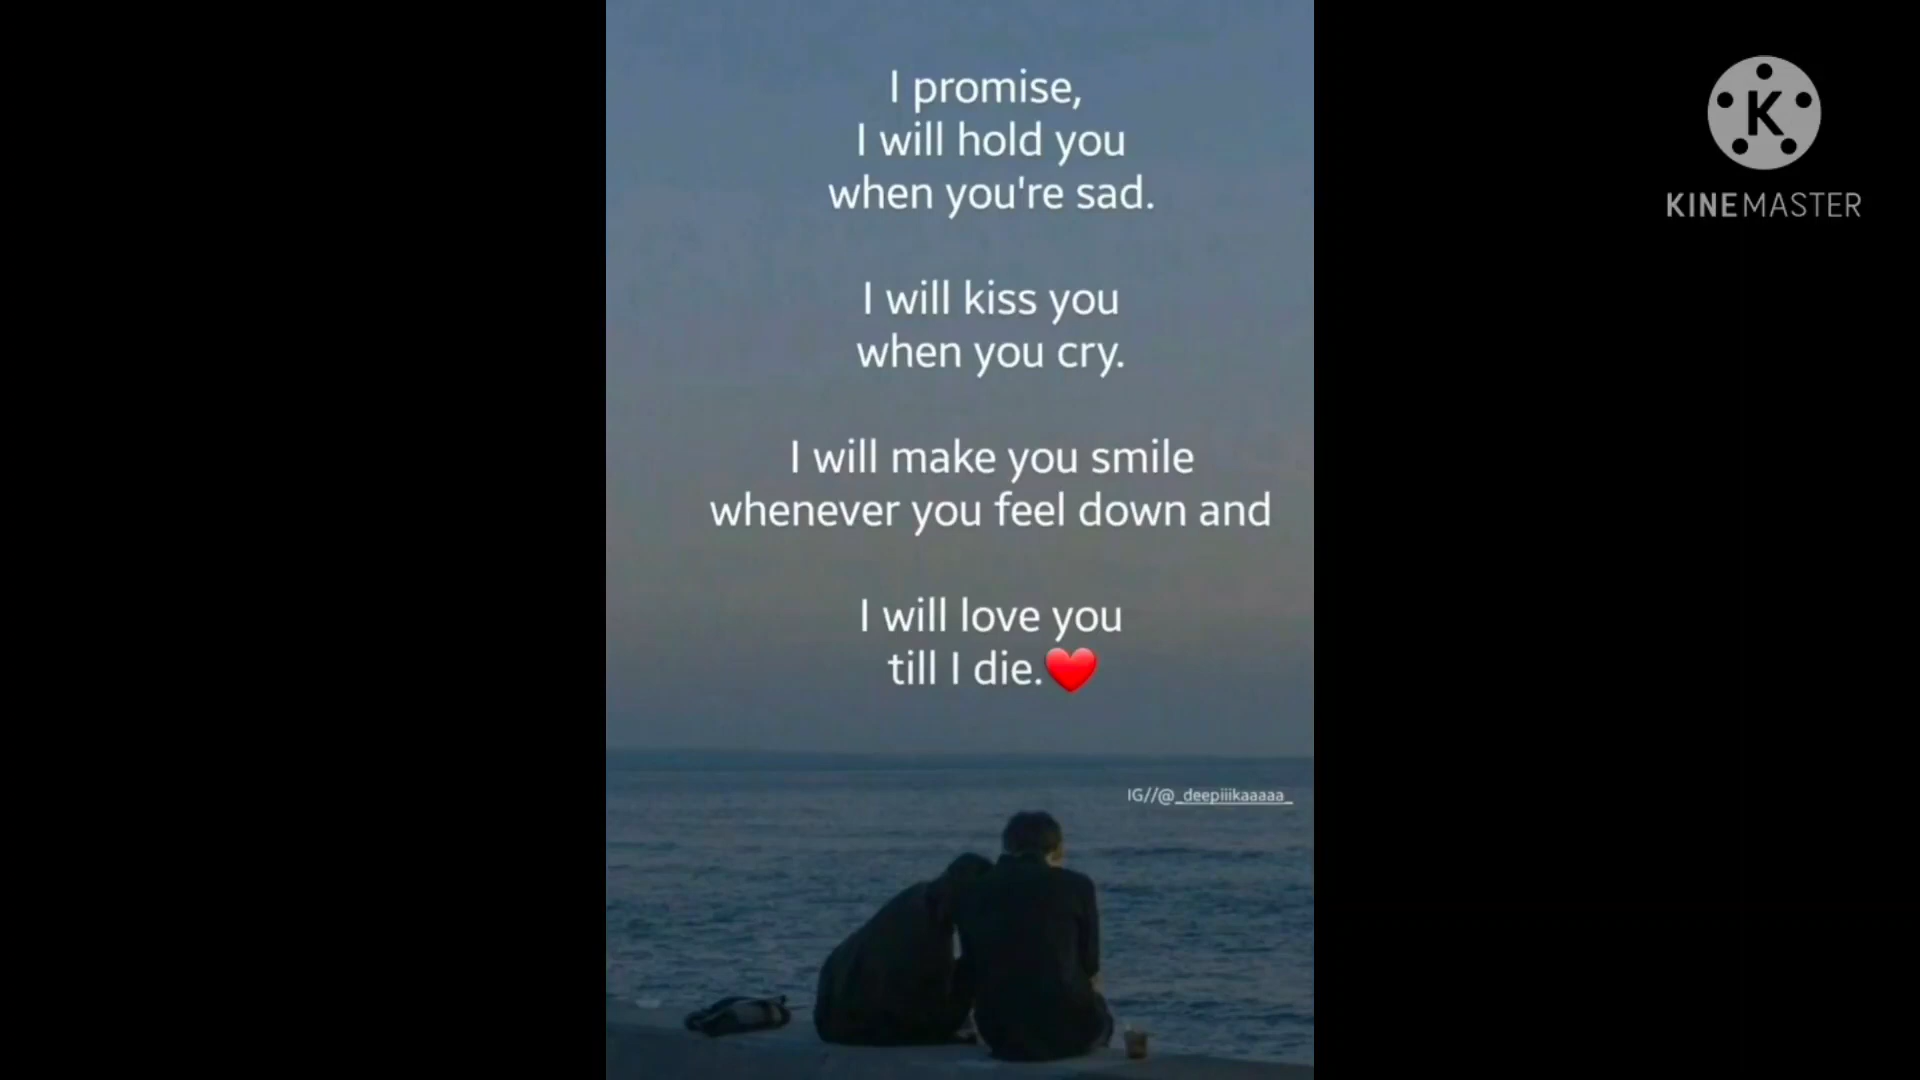 I promise,
I will hold you
when you're sad.
I will kiss you
when you cry.
I will make you smile
whenever you feel down and
I will love you
till I die.❤️
IG//@_deepiiikaaaaa_
K
KINEMASTER